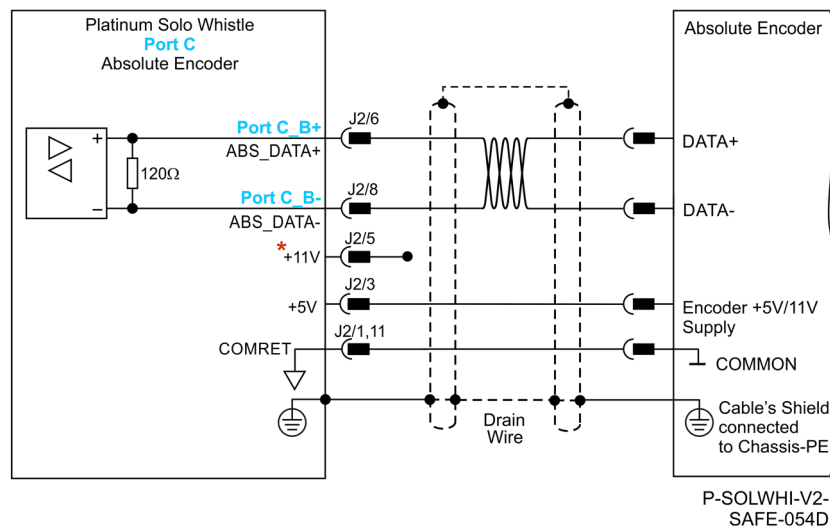 Platinum Solo Whistle
Port C
Absolute Encoder
Absolute Encoder
Port C_B+
J2/6
ABS_DATA+
DATA+
+
120Ω
Port C_B-
J2/8
–
ABS_DATA-
DATA-
*
+11V
J2/5
+5V
J2/3
Encoder +5V/11V
Supply
COMRET
J2/1,11
COMMON
Drain
Wire
Cable's Shield
connected
to Chassis-PE
P-SOLWHI-V2-
SAFE-054D